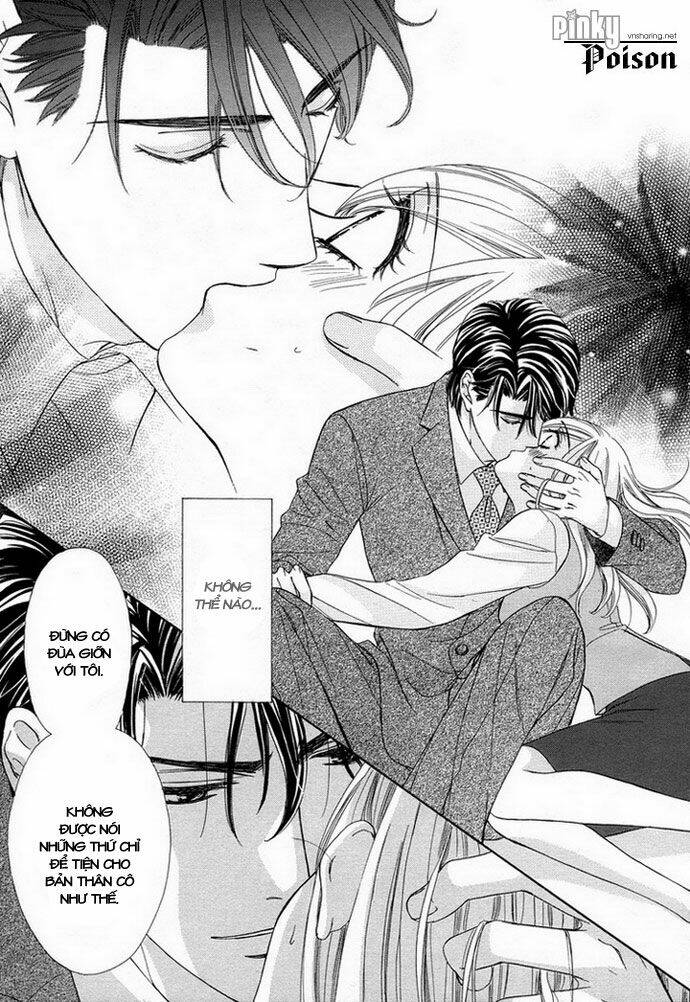 Pinky
vnsharing.net
Poison
KHÔNG
THỂ NÀO...
ĐỪNG CÓ
ĐÙA GIỠN
VỚI TÔI.
KHÔNG
ĐƯỢC NÓI
NHỮNG THỨ CHỈ
ĐỂ TIỆN CHO
BẢN THÂN CÔ
NHƯ THẾ.